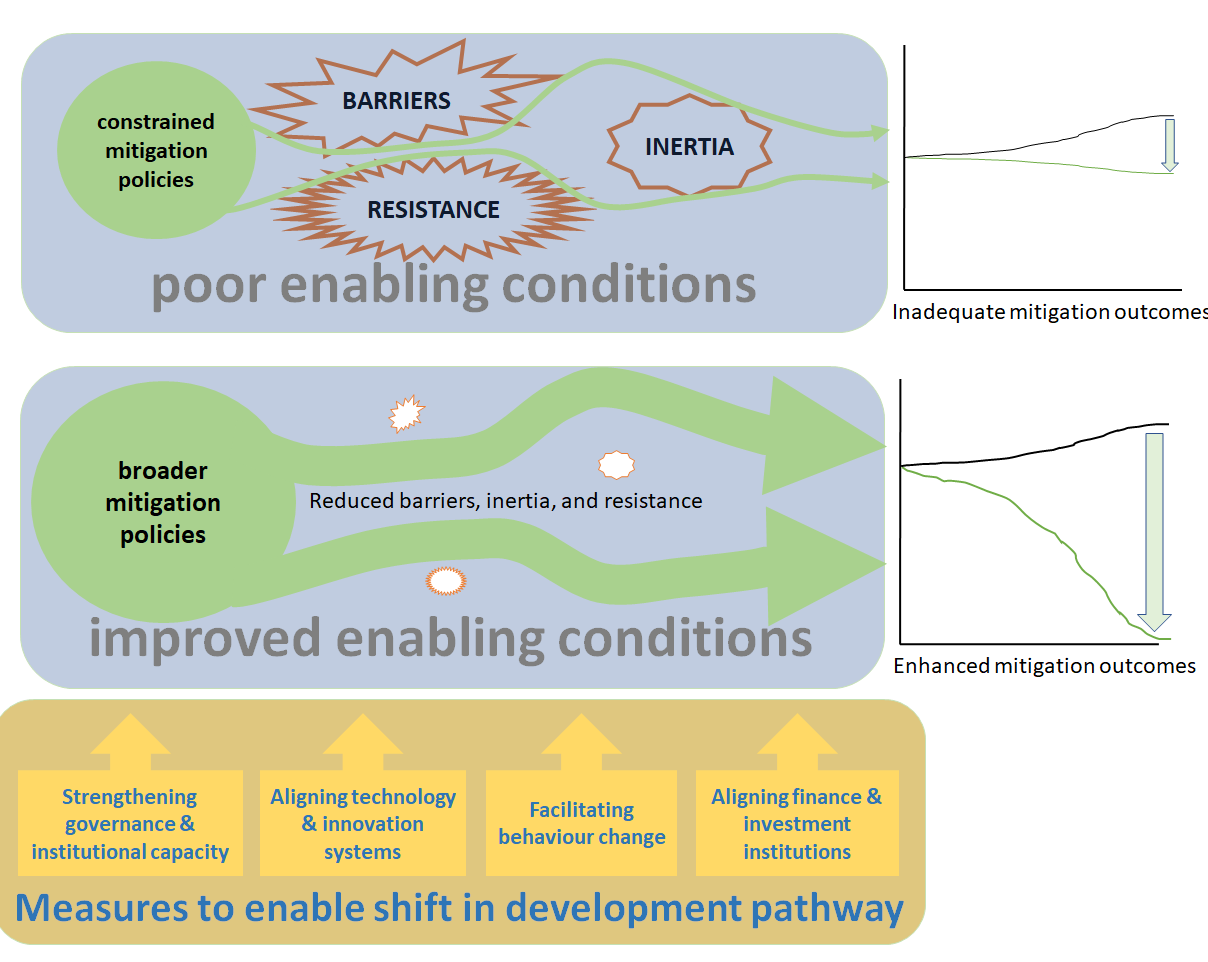 constrained
mitigation
policies
BARRIERS
INERTIA
RESISTANCE
poor enabling conditions
Inadequate mitigation outcomes
broader
mitigation
policies
Reduced barriers, inertia, and resistance
improved enabling conditions
Enhanced mitigation outcomes
Strengthening
governance &
institutional capacity
Aligning technology
& innovation
systems
Facilitating
behaviour change
Aligning finance &
investment
institutions
Measures to enable shift in development pathway